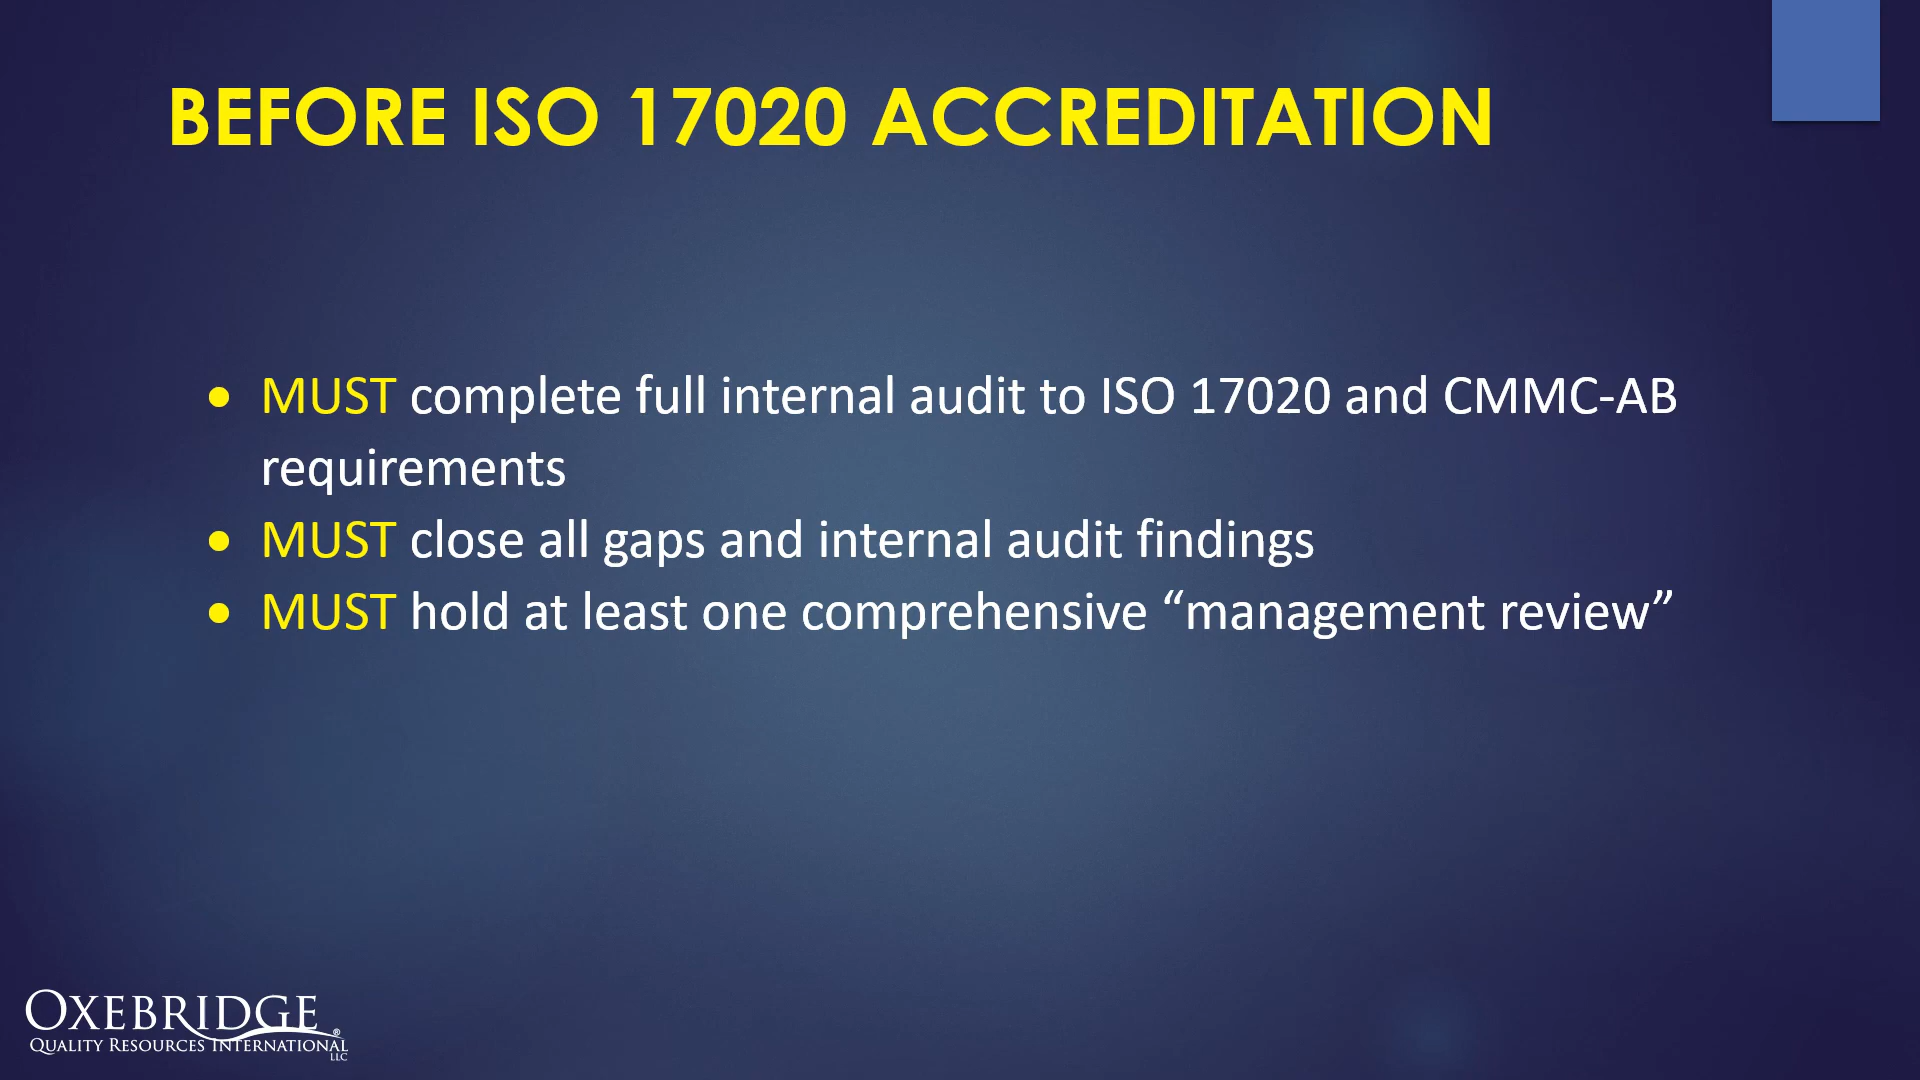 BEFORE ISO 17020 ACCREDITATION
• MUST complete full internal audit to ISO 17020 and CMMC-AB
requirements
• MUST close all gaps and internal audit findings
• MUST hold at least one comprehensive “management review”
OXEBRIDGE®
QUALITY RESOURCES INTERNATIONAL
LLC